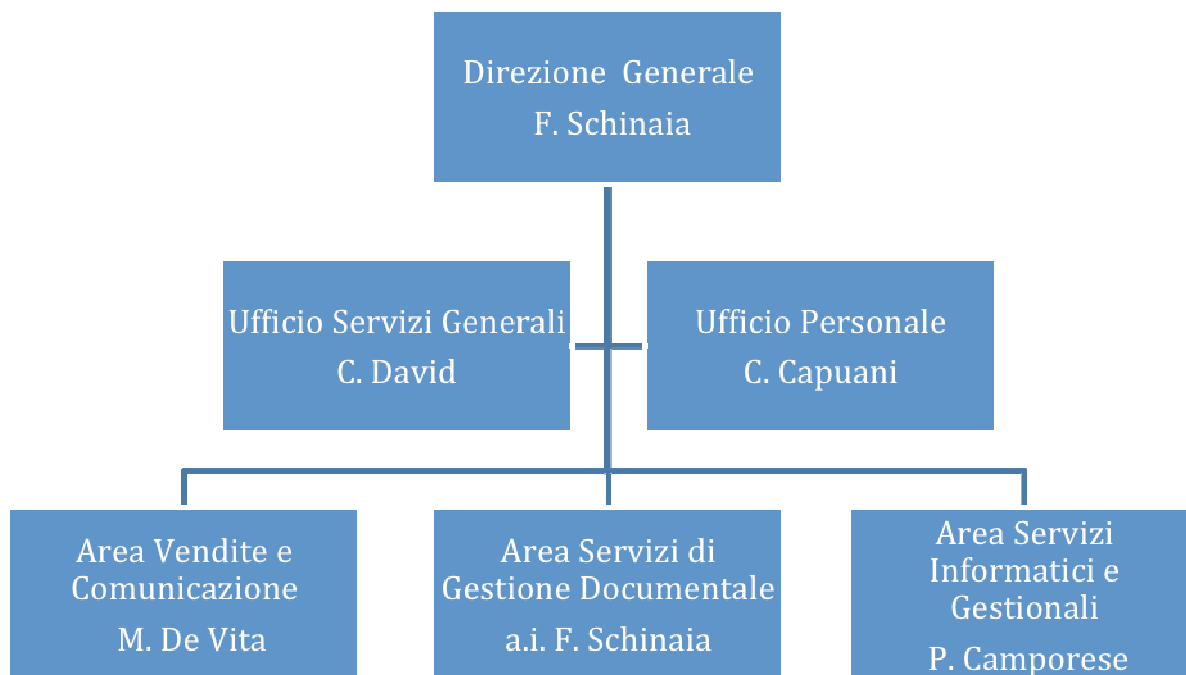 Direzione Generale
F. Schinaia
Ufficio Servizi Generali
C. David
Ufficio Personale
C. Capuani
Area Vendite e
Comunicazione
M. De Vita
Area Servizi di
Gestione Documentale
a.i. F. Schinaia
Area Servizi
Informatici e
Gestionali
P. Camporese